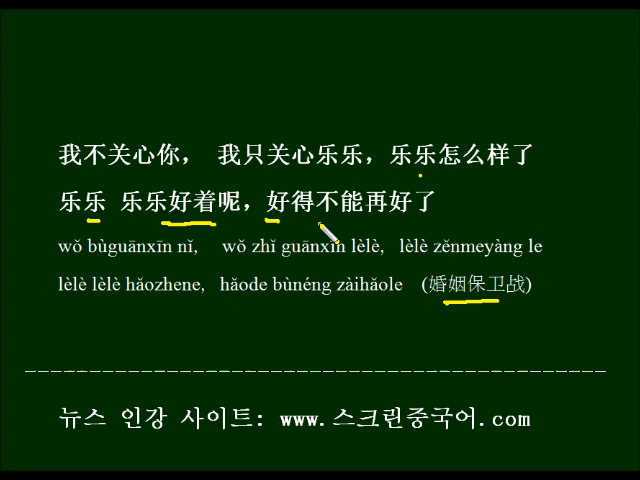 我不关心你， 我只关心乐乐，乐乐怎么样了
乐乐 乐乐好着呢，好得不能再好了
wǒ bùguānxīn nǐ, wǒ zhǐ guānxīn lèlè, lèlè zěnmeyàng le
lèlè lèlè hǎozhene, hǎode bùnéng zàihǎole (婚姻保卫战)
뉴스 인강 사이트: www.스크린중국어.com